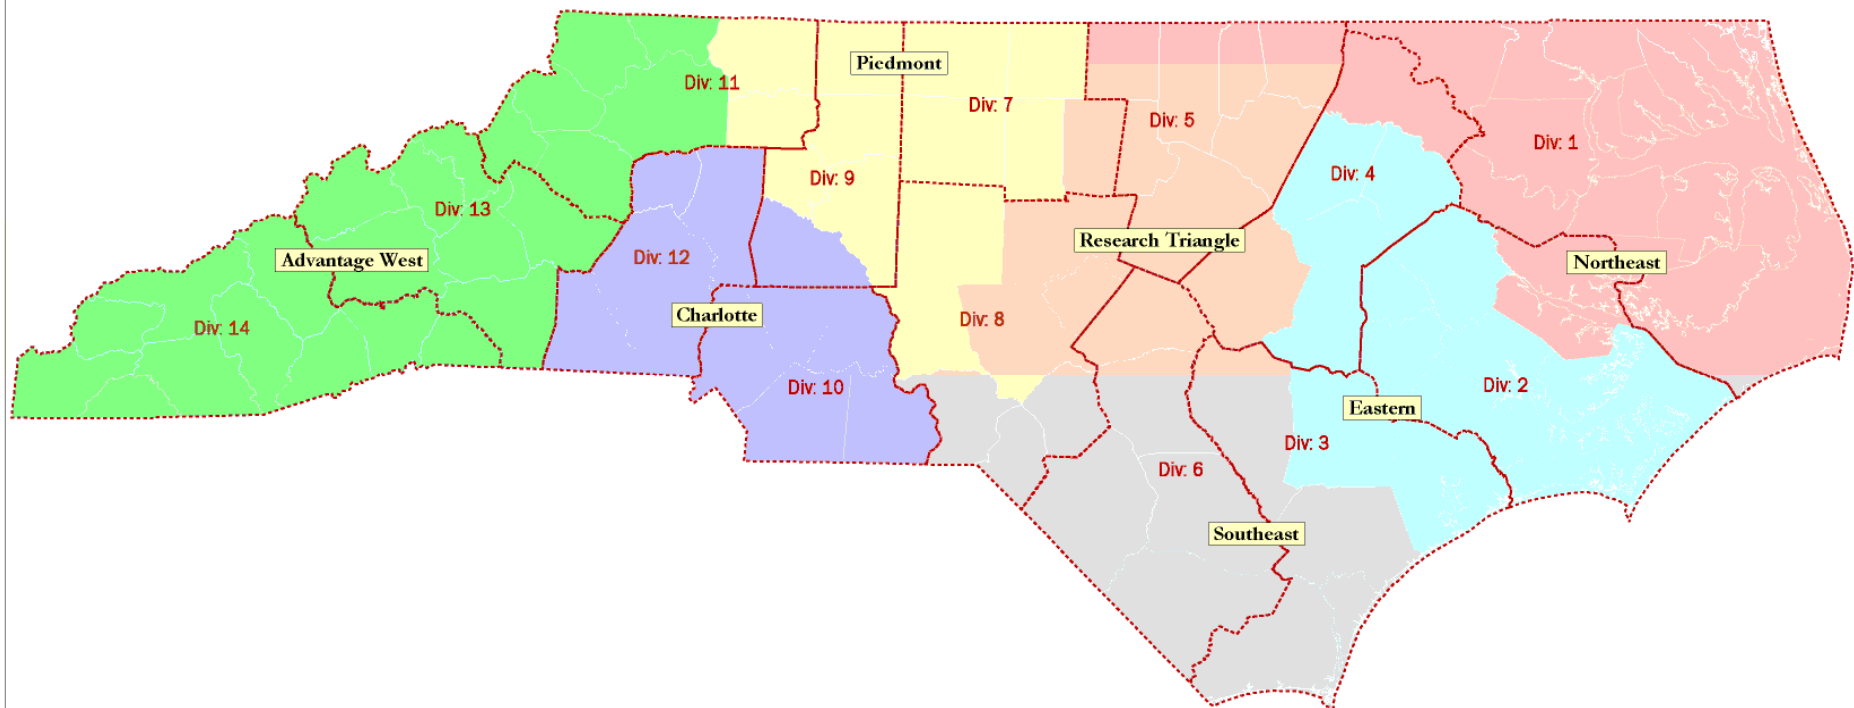 Piedmont
Div: 11
Div: 7
Div: 5
Div: 1
Div: 9
Div: 4
Div: 13
Research Triangle
Advantage West
Div: 12
Northeast
Charlotte
Div: 8
Div: 14
Div: 10
Div: 2
Eastern
Div: 3
Div: 6
Southeast